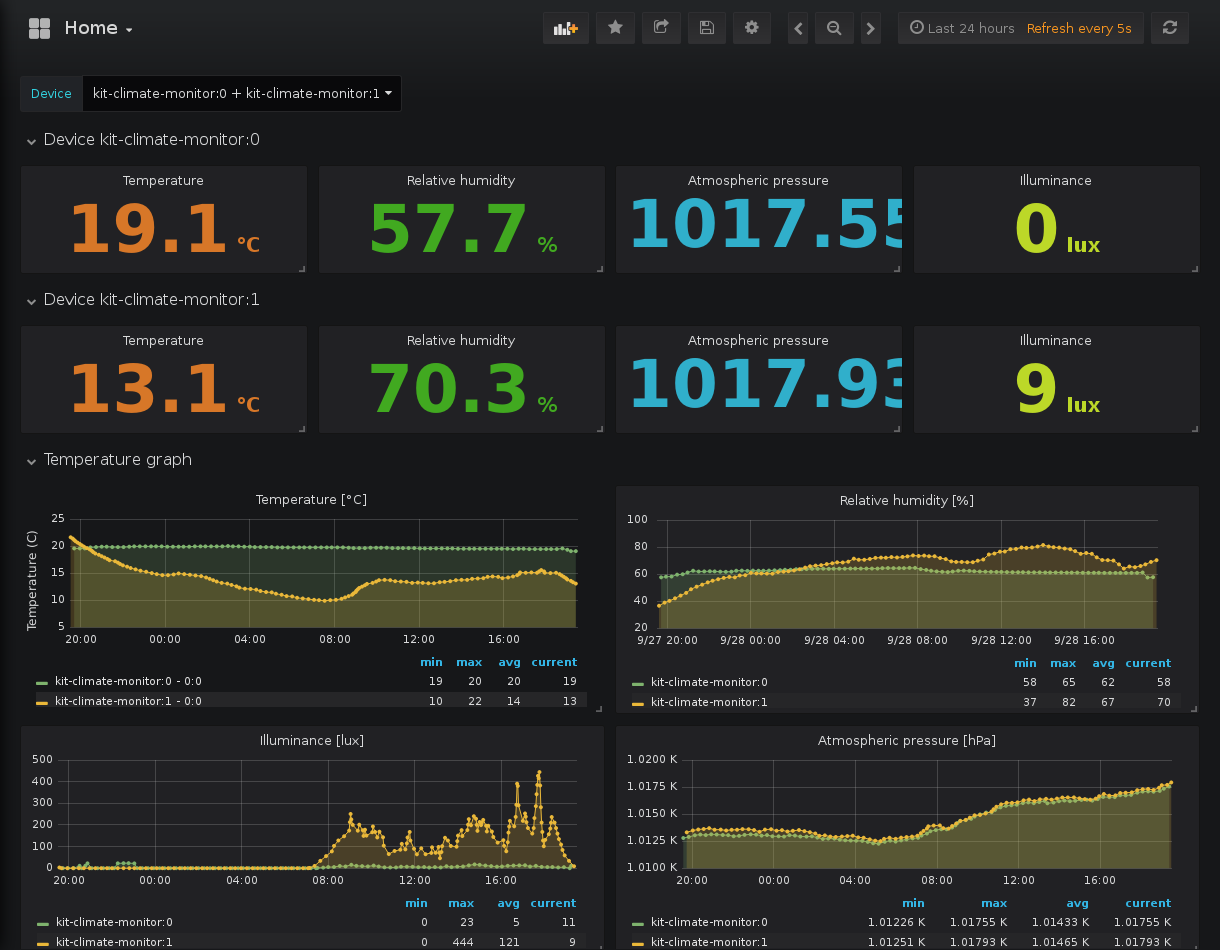 Home
Last 24 hours Refresh every 5s
Device kit-climate-monitor:0 + kit-climate-monitor:1
Device kit-climate-monitor:0
Temperature Relative humidity Atmospheric pressure Illuminance
19.1 °C 57.7 % 1017.55 0 lux
Device kit-climate-monitor:1
Temperature Relative humidity Atmospheric pressure Illuminance
13.1 °C 70.3 % 1017.93 9 lux
Temperature graph
Temperature [°C]
Temperature (C)
25
20
15
10
5
20:00 00:00 04:00 08:00 12:00 16:00
min max avg current
kit-climate-monitor:0 - 0:0 19 20 20 19
kit-climate-monitor:1 - 0:0 10 22 14 13
Relative humidity [%]
100
80
60
40
20
9/27 20:00 9/28 00:00 9/28 04:00 9/28 08:00 9/28 12:00 9/28 16:00
min max avg current
kit-climate-monitor:0 58 65 62 58
kit-climate-monitor:1 37 82 67 70
Illuminance [lux]
500
400
300
200
100
0
20:00 00:00 04:00 08:00 12:00 16:00
min max avg current
kit-climate-monitor:0 0 23 5 11
kit-climate-monitor:1 0 444 121 9
Atmospheric pressure [hPa]
1.0200 K
1.0175 K
1.0150 K
1.0125 K
1.0100 K
20:00 00:00 04:00 08:00 12:00 16:00
min max avg current
kit-climate-monitor:0 1.01226 K 1.01755 K 1.01433 K 1.01755 K
kit-climate-monitor:1 1.01251 K 1.01793 K 1.01465 K 1.01793 K